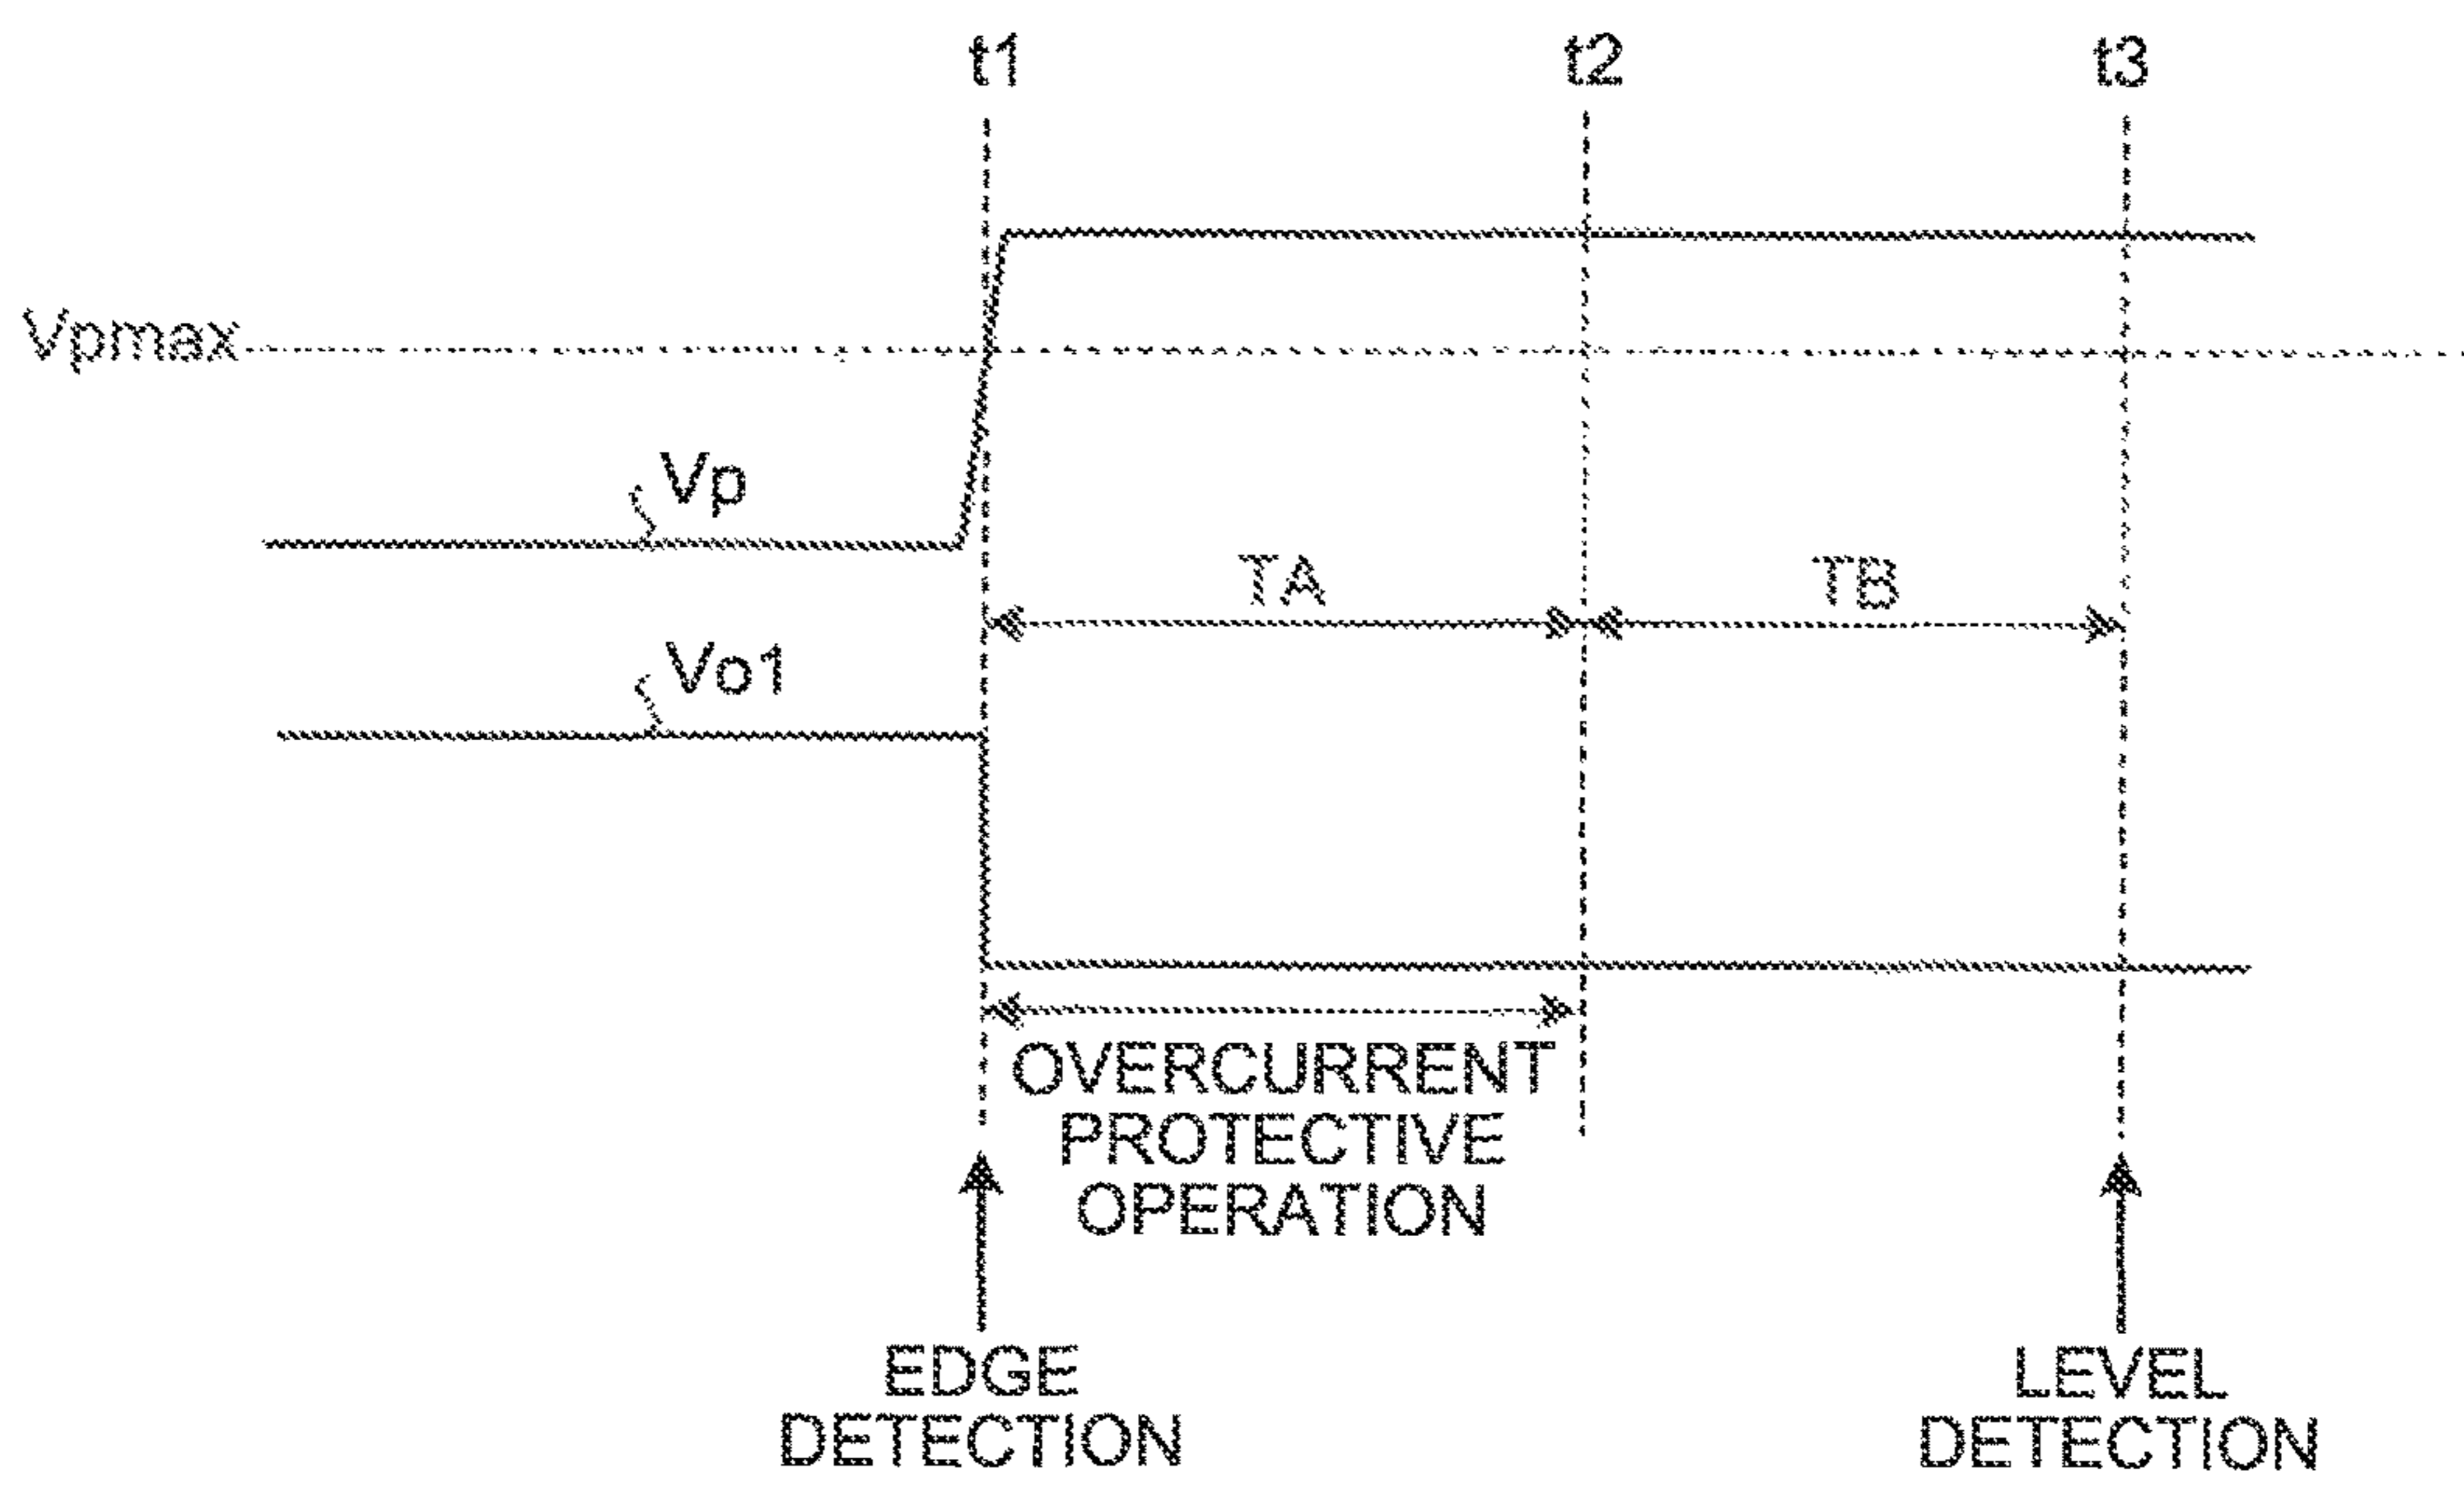 t1
t2
t3
Vpmax
Vp
TA
TB
Vo1
OVERCURRENT
PROTECTIVE
OPERATION
EDGE
DETECTION
LEVEL
DETECTION